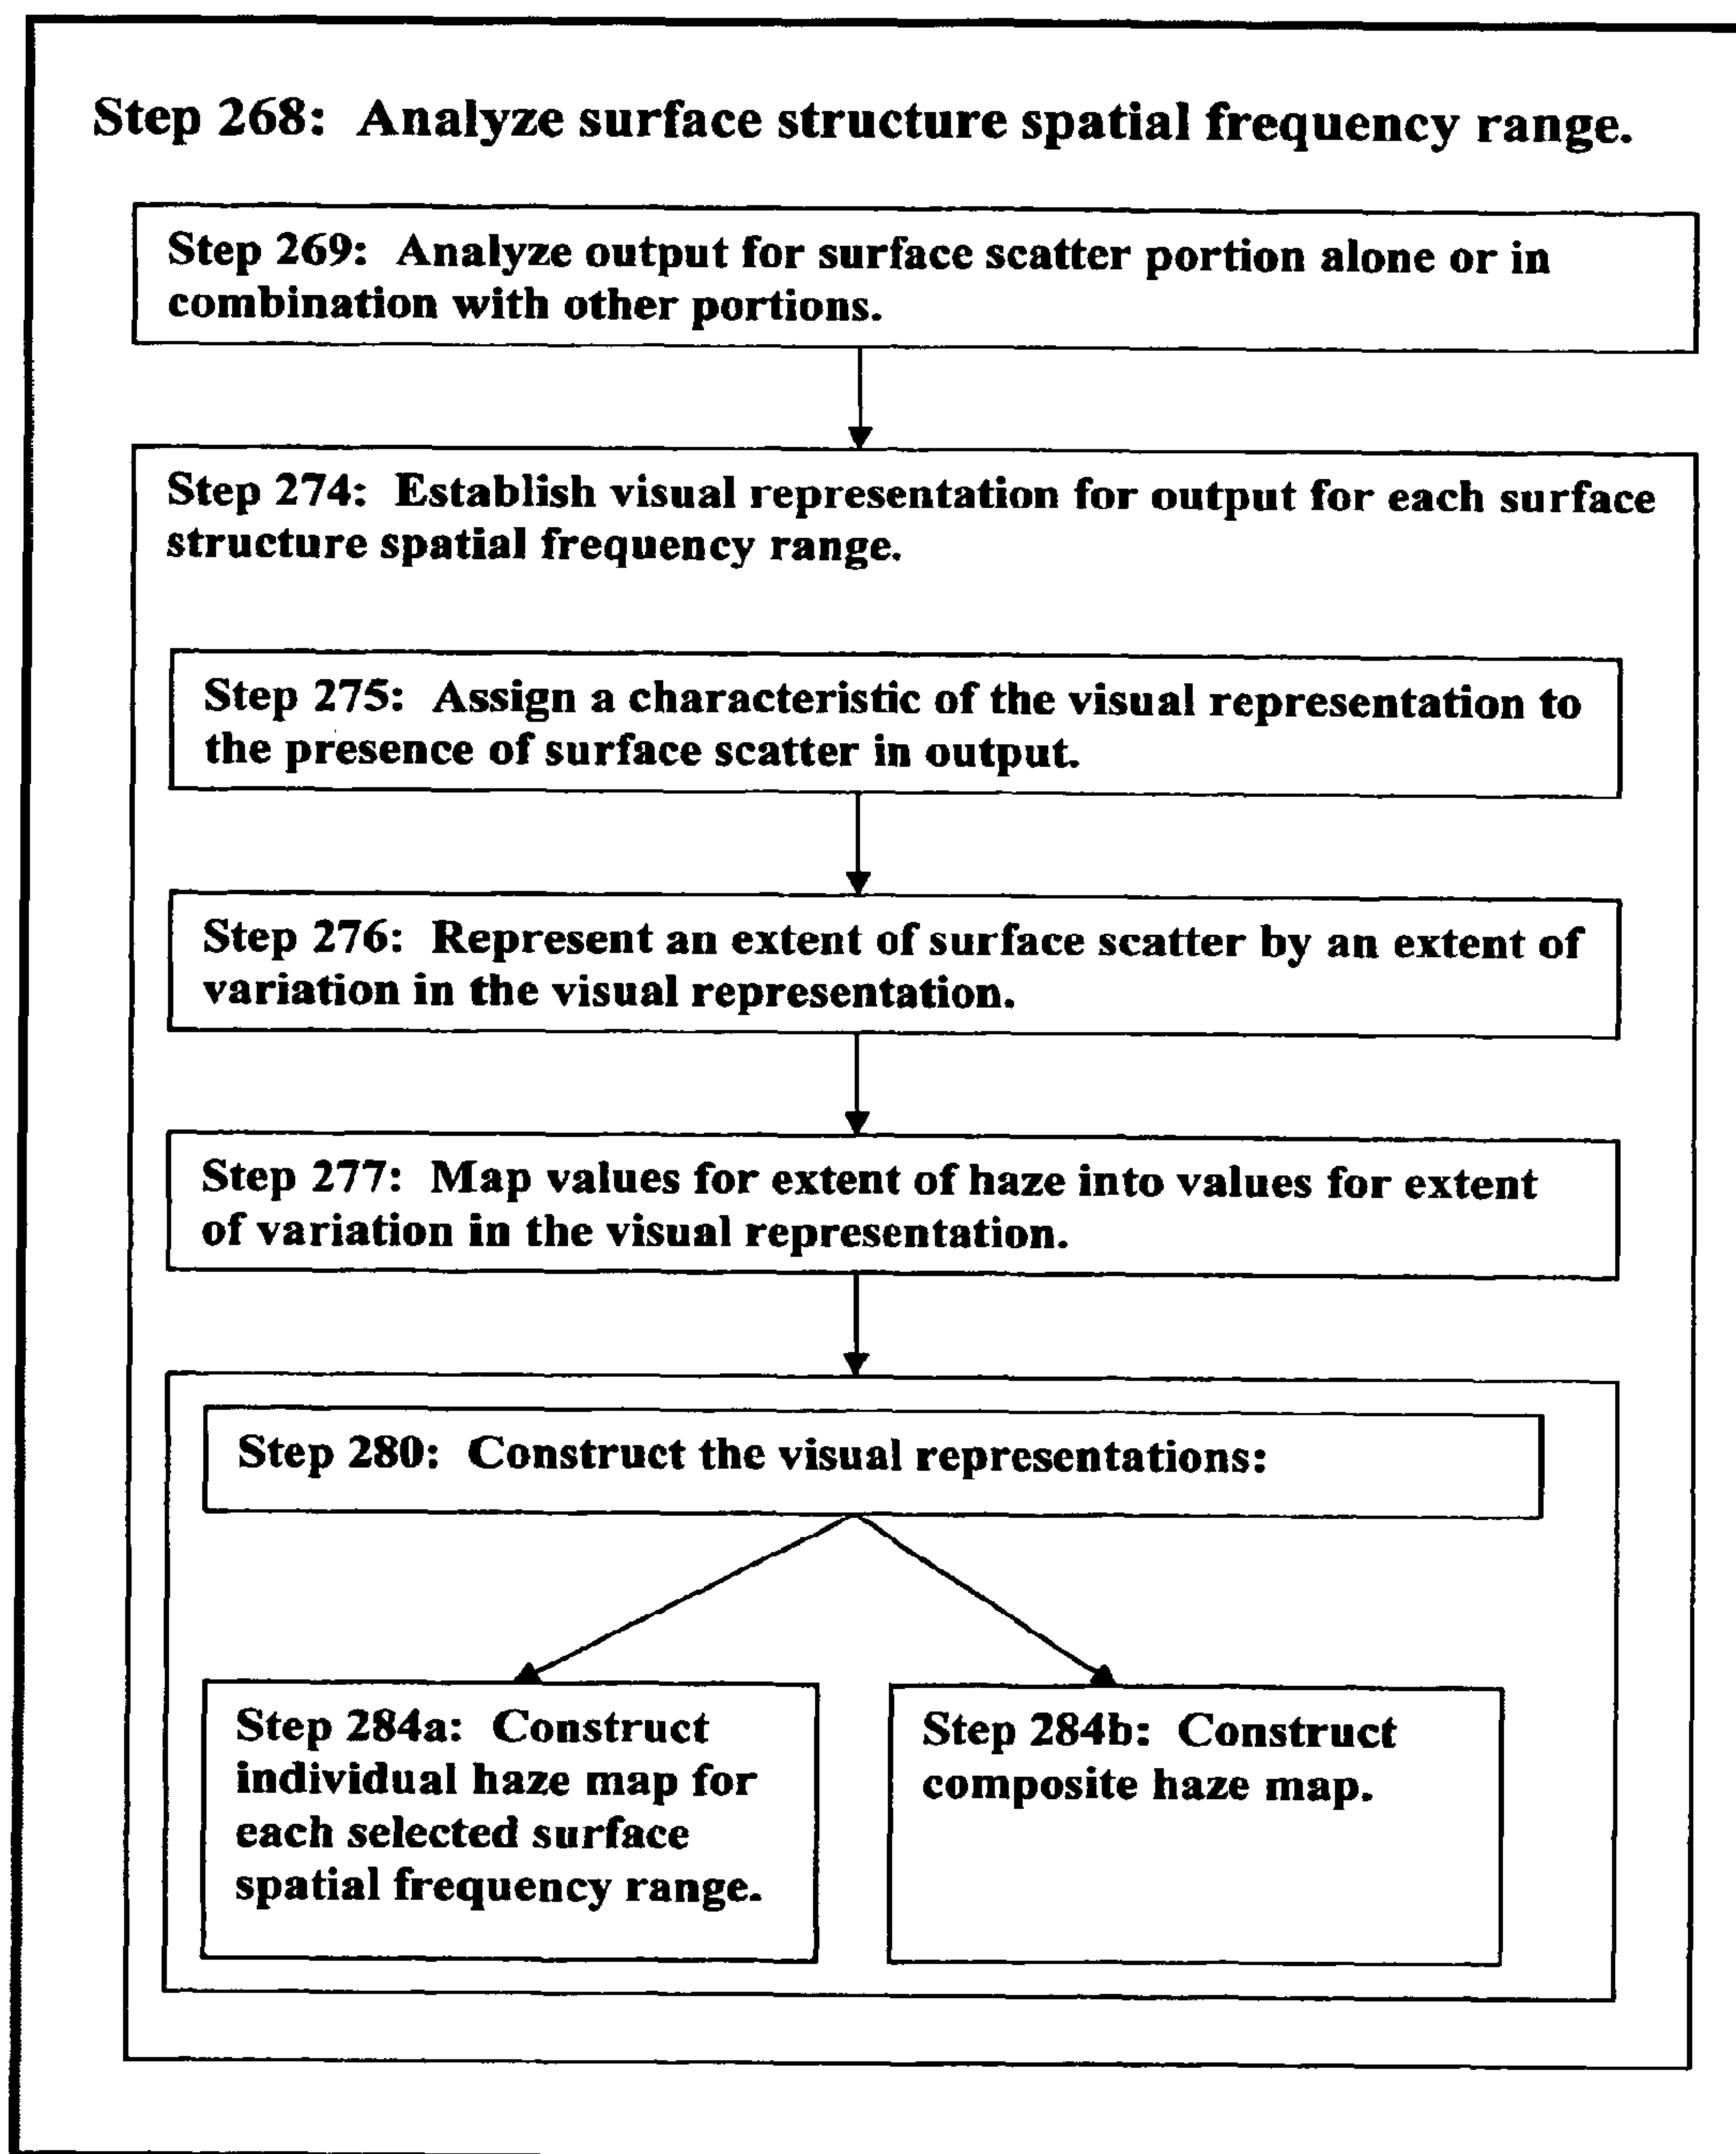 Step 268: Analyze surface structure spatial frequency range.
Step 269: Analyze output for surface scatter portion alone or in
combination with other portions.
Step 274: Establish visual representation for output for each surface
structure spatial frequency range.
Step 275: Assign a characteristic of the visual representation to
the presence of surface scatter in output.
Step 276: Represent an extent of surface scatter by an extent of
variation in the visual representation.
Step 277: Map values for extent of haze into values for extent
of variation in the visual representation.
Step 280: Construct the visual representations:
Step 284a: Construct
individual haze map for
each selected surface
spatial frequency range.
Step 284b: Construct
composite haze map.